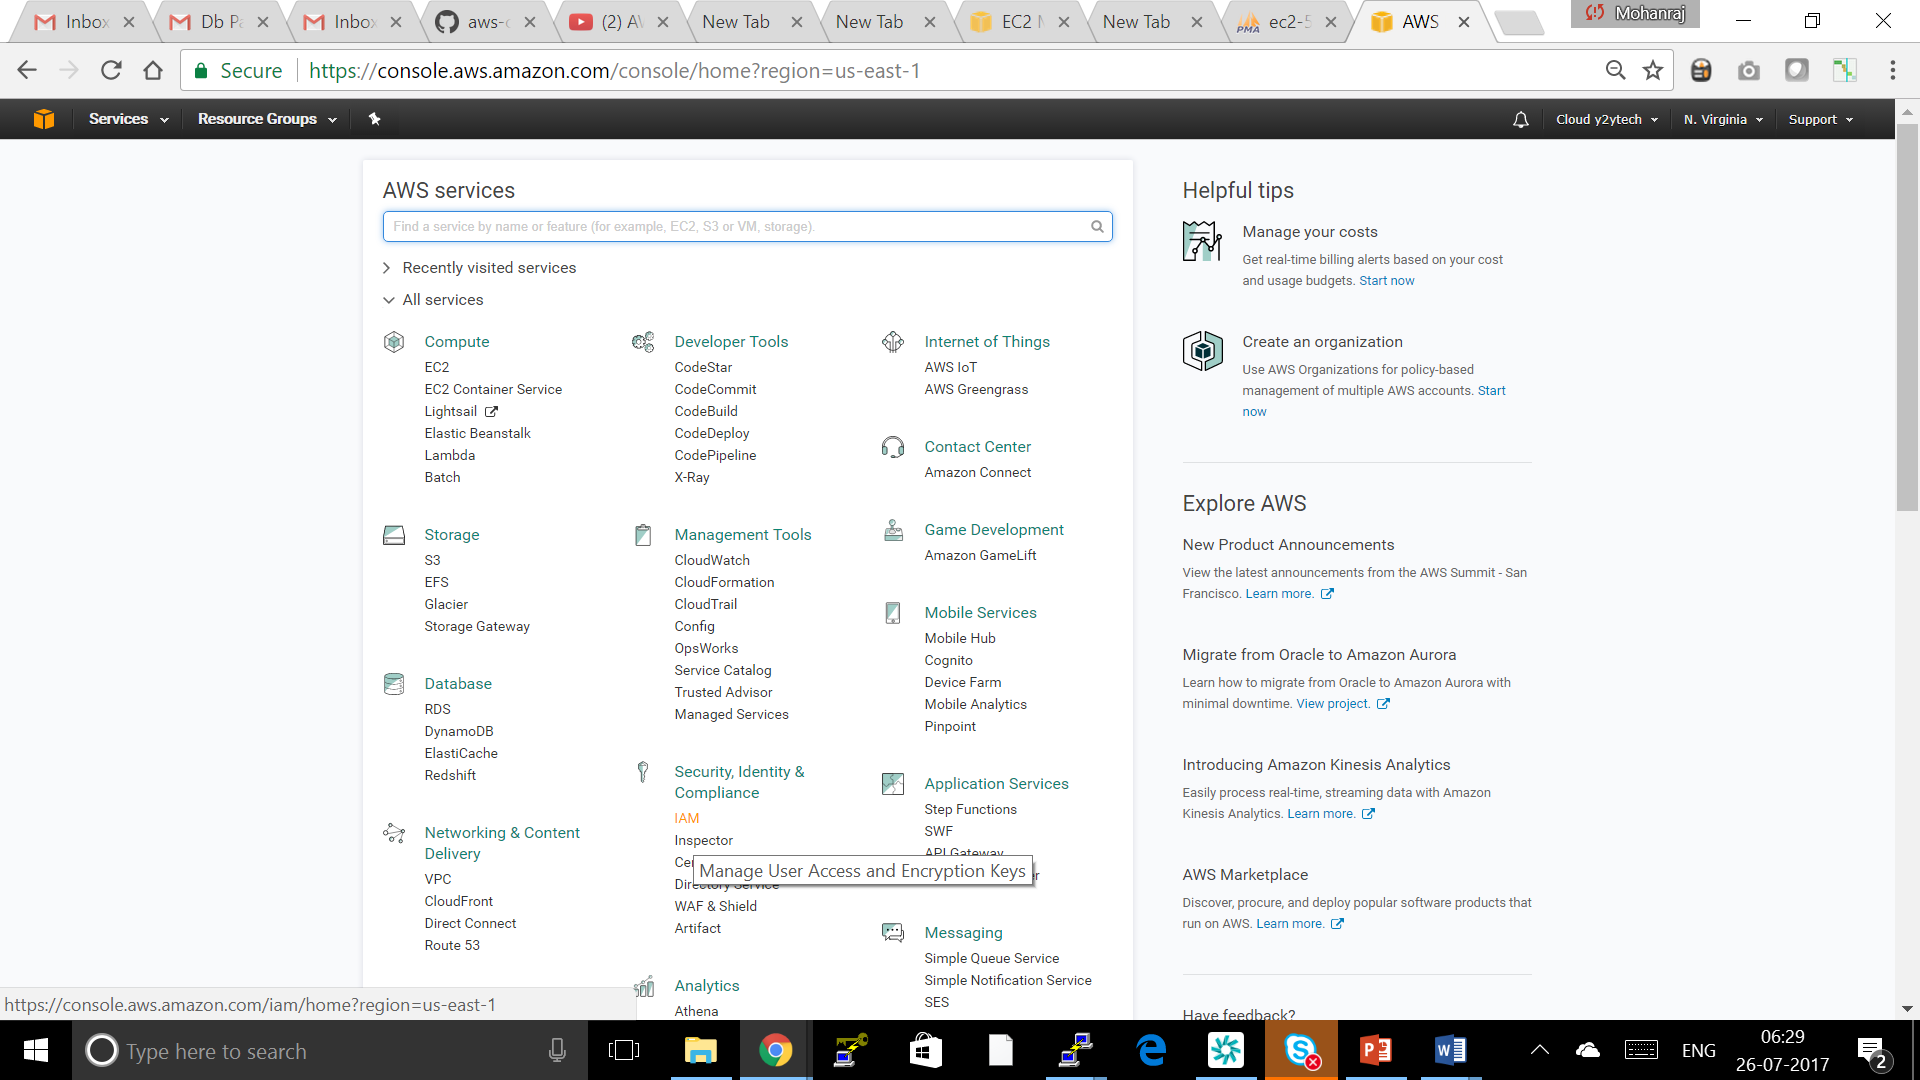 Inbox
Db Pa
Inbox
aws-c
(2) AW
New Tab
New Tab
EC2 M
New Tab
PMA
ec2-5
AWS
Mohanraj
Secure
https://console.aws.amazon.com/console/home?region=us-east-1
Services
Resource Groups
Cloud y2ytech
N. Virginia
Support
AWS services
Find a service by name or feature (for example, EC2, S3 or VM, storage).
Recently visited services
All services
Compute
EC2
EC2 Container Service
Lightsail
Elastic Beanstalk
Lambda
Batch
Storage
S3
EFS
Glacier
Storage Gateway
Database
RDS
DynamoDB
ElastiCache
Redshift
Networking & Content
Delivery
VPC
CloudFront
Direct Connect
Route 53
Developer Tools
CodeStar
CodeCommit
CodeBuild
CodeDeploy
CodePipeline
X-Ray
Management Tools
CloudWatch
CloudFormation
CloudTrail
Config
OpsWorks
Service Catalog
Trusted Advisor
Managed Services
Security, Identity &
Compliance
IAM
Inspector
Manage User Access and Encryption Keys
Directory Service
WAF & Shield
Artifact
Analytics
Athena
Internet of Things
AWS IoT
AWS Greengrass
Contact Center
Amazon Connect
Game Development
Amazon GameLift
Mobile Services
Mobile Hub
Cognito
Device Farm
Mobile Analytics
Pinpoint
Application Services
Step Functions
SWF
API Gateway
Messaging
Simple Queue Service
Simple Notification Service
SES
Helpful tips
Manage your costs
Get real-time billing alerts based on your cost
and usage budgets. Start now
Create an organization
Use AWS Organizations for policy-based
management of multiple AWS accounts. Start
now
Explore AWS
New Product Announcements
View the latest announcements from the AWS Summit - San
Francisco. Learn more.
Migrate from Oracle to Amazon Aurora
Learn how to migrate from Oracle to Amazon Aurora with
minimal downtime. View project.
Introducing Amazon Kinesis Analytics
Easily process real-time, streaming data with Amazon
Kinesis Analytics. Learn more.
AWS Marketplace
Discover, procure, and deploy popular software products that
run on AWS. Learn more.
Have feedback?
https://console.aws.amazon.com/iam/home?region=us-east-1
Type here to search
ENG
06:29
26-07-2017
2